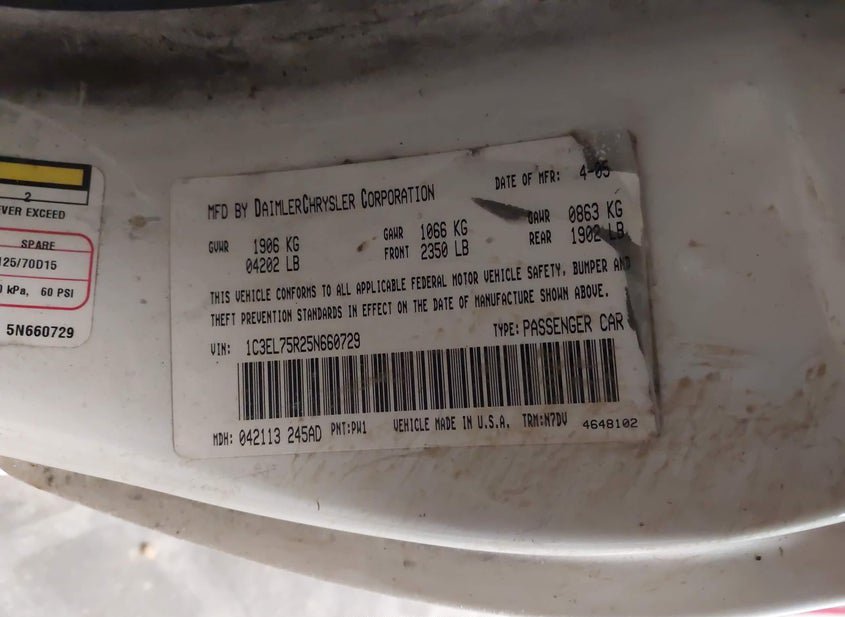 2
EVER EXCEED
SPARE
125/70D15
kPa, 60 PSI
5N660729
MFD BY DAIMLERCHRYSLER CORPORATION
DATE OF MFR: 4-05
GVWR 1906 KG
04202 LB
GAWR 1066 KG
FRONT 2350 LB
GAWR 0863 KG
REAR 1902 LB
THIS VEHICLE CONFORMS TO ALL APPLICABLE FEDERAL MOTOR VEHICLE SAFETY, BUMPER AND
THEFT PREVENTION STANDARDS IN EFFECT ON THE DATE OF MANUFACTURE SHOWN ABOVE.
VIN: 1C3EL75R25N660729
TYPE: PASSENGER CAR
MDH: 042113 245AD PNT:PW1 VEHICLE MADE IN U.S.A. TRM:N7DV 4648102